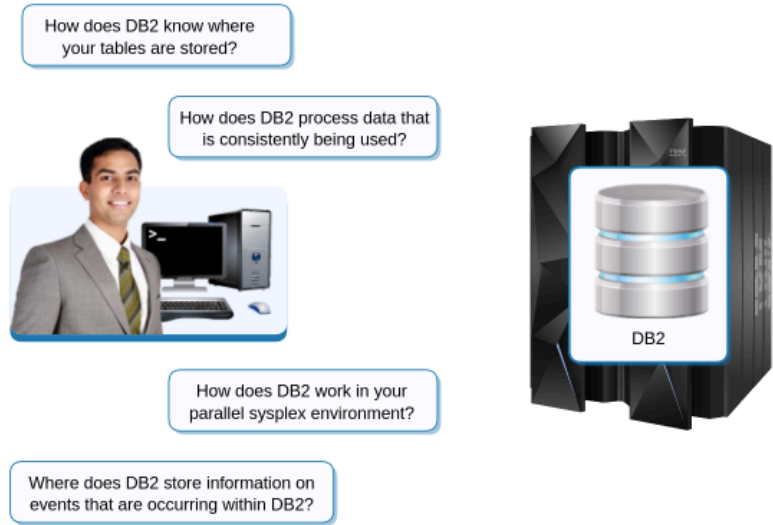 How does DB2 know where
your tables are stored?
How does DB2 process data that
is consistently being used?
>_
IBM
DB2
How does DB2 work in your
parallel sysplex environment?
Where does DB2 store information on
events that are occurring within DB2?